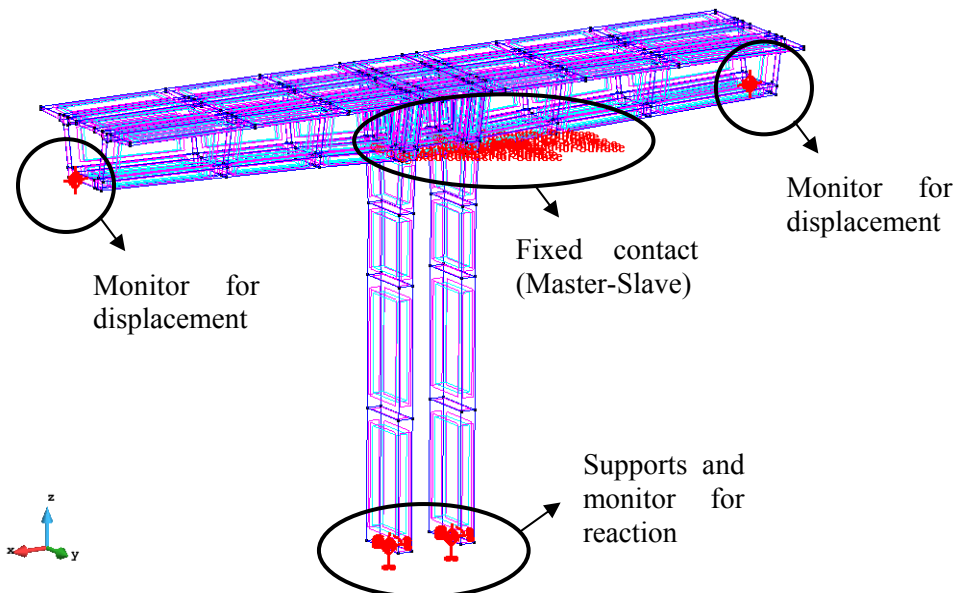 Monitor for
displacement
Fixed contact
(Master-Slave)
Monitor for
displacement
Supports and
monitor for
reaction
z
x
y